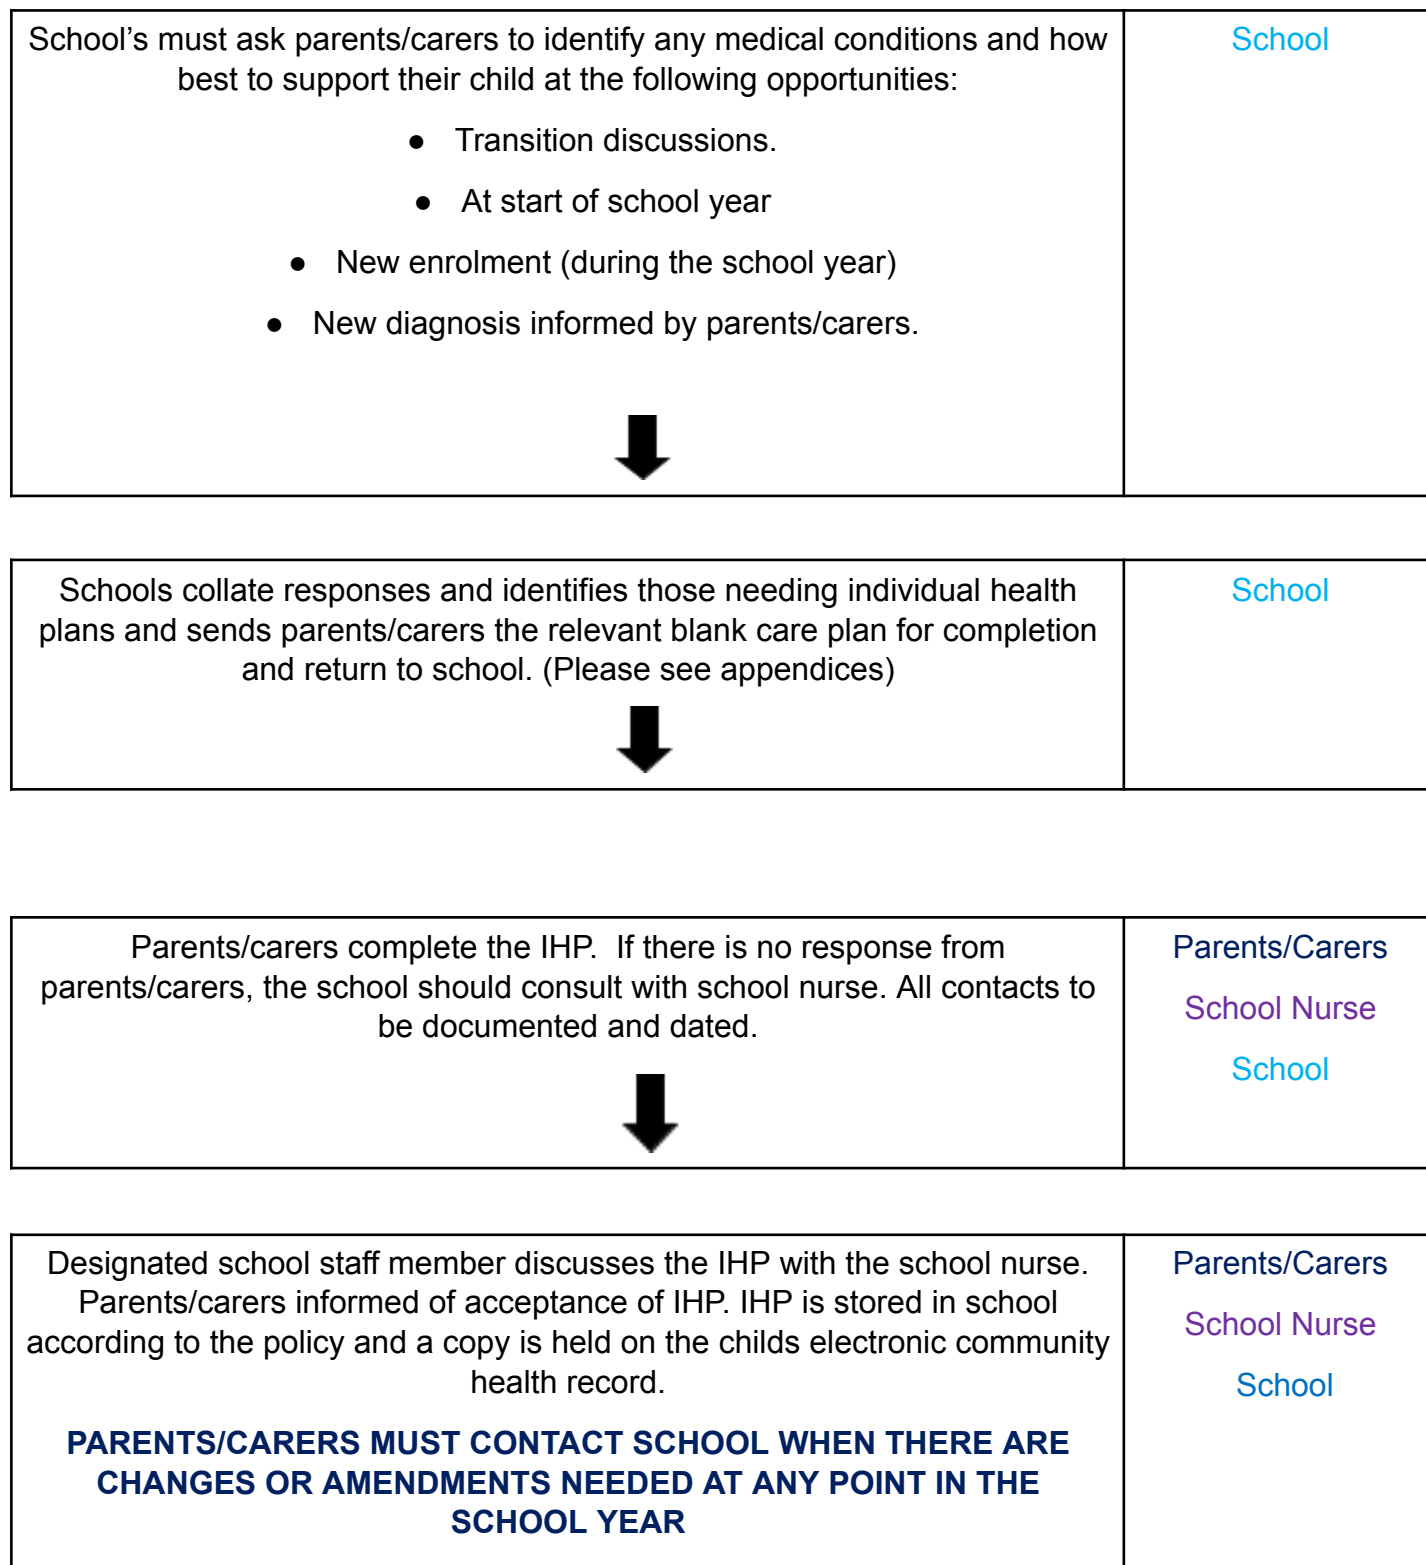 School's must ask parents/carers to identify any medical conditions and how
best to support their child at the following opportunities:
● Transition discussions.
● At start of school year
● New enrolment (during the school year)
● New diagnosis informed by parents/carers.
School
Schools collate responses and identifies those needing individual health
plans and sends parents/carers the relevant blank care plan for completion
and return to school. (Please see appendices)
School
Parents/carers complete the IHP.  If there is no response from
parents/carers, the school should consult with school nurse. All contacts to
be documented and dated.
Parents/Carers
School Nurse
School
Designated school staff member discusses the IHP with the school nurse.
Parents/carers informed of acceptance of IHP. IHP is stored in school
according to the policy and a copy is held on the childs electronic community
health record.
PARENTS/CARERS MUST CONTACT SCHOOL WHEN THERE ARE
CHANGES OR AMENDMENTS NEEDED AT ANY POINT IN THE
SCHOOL YEAR
Parents/Carers
School Nurse
School